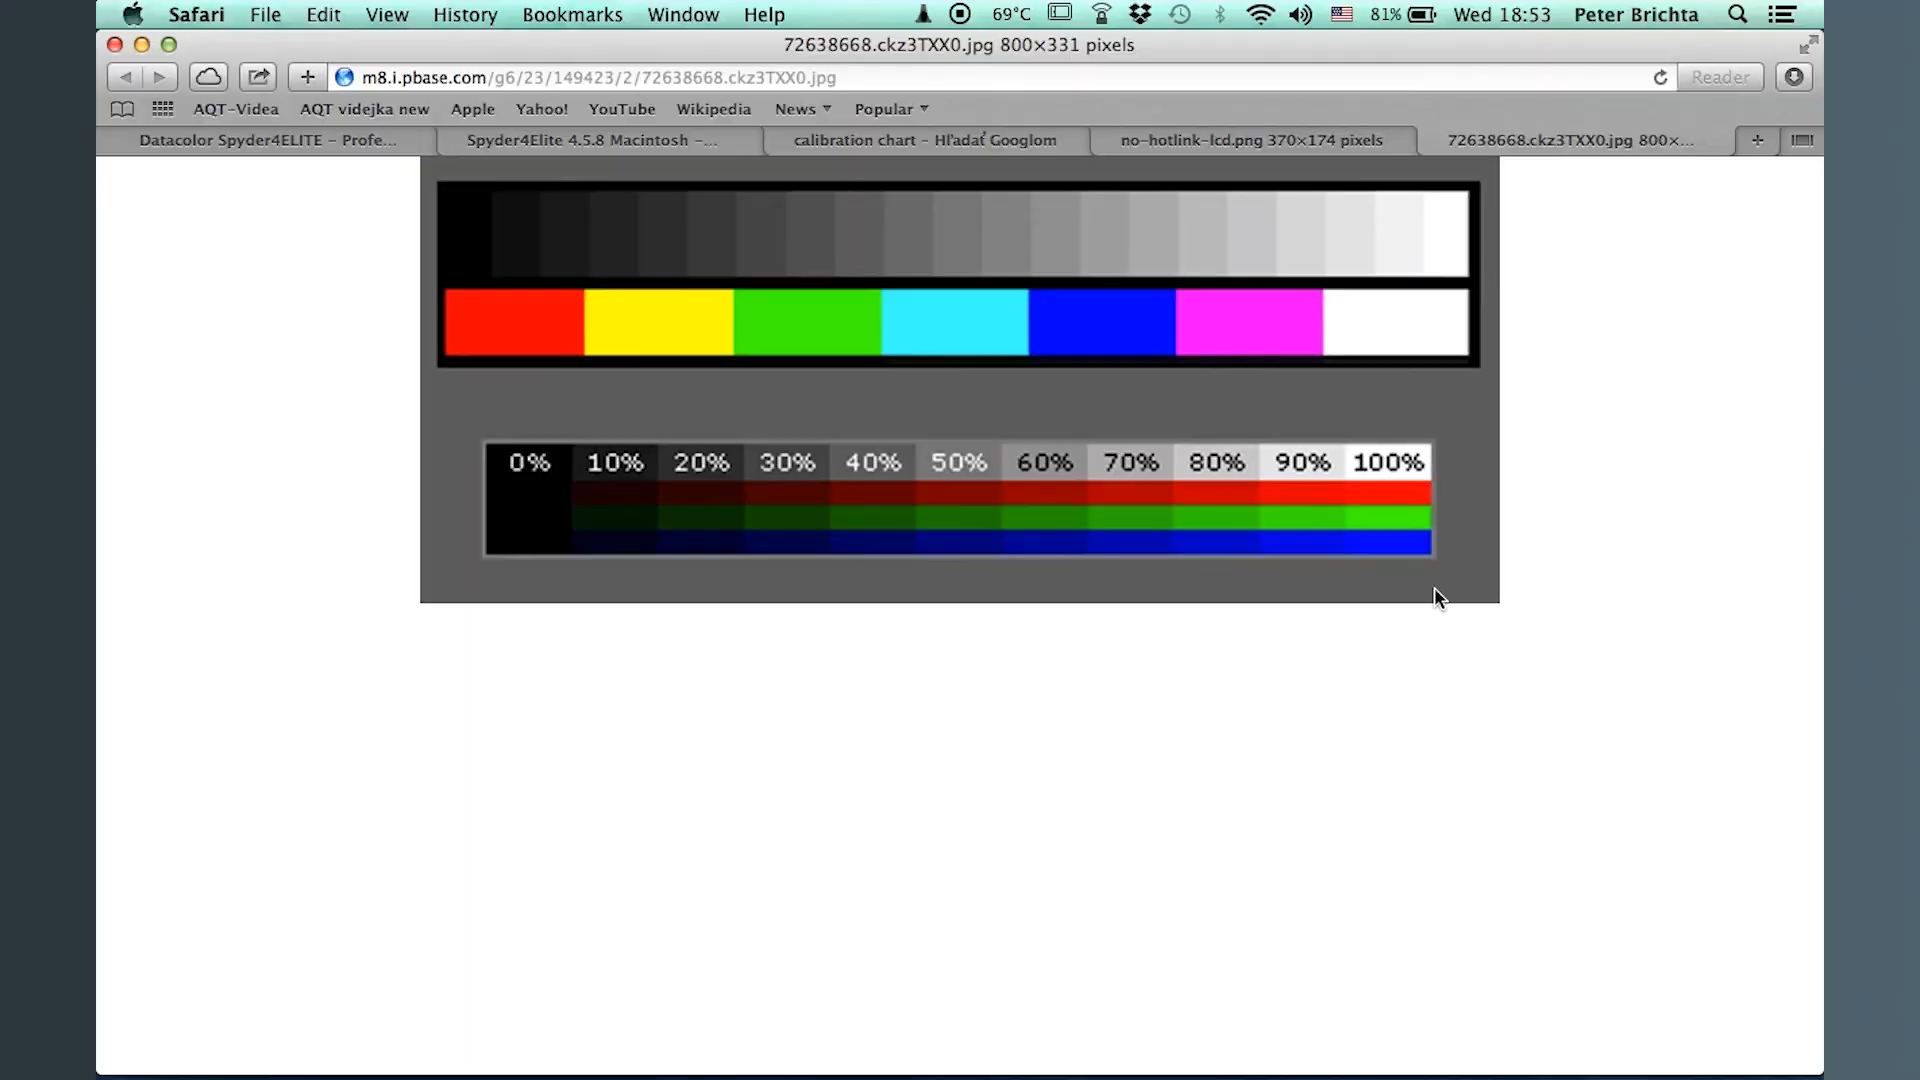 Safari File Edit View History Bookmarks Window Help 69°C 81% Wed 18:53 Peter Brichta
72638668.ckz3TXX0.jpg 800×331 pixels
m8.i.pbase.com/g6/23/149423/2/72638668.ckz3TXX0.jpg Reader
AQT-Videa AQT videjka new Apple Yahoo! YouTube Wikipedia News Popular
Datacolor Spyder4ELITE – Profe... Spyder4Elite 4.5.8 Macintosh –... calibration chart – Hľadať Googlom no-hotlink-lcd.png 370×174 pixels 72638668.ckz3TXX0.jpg 800×...
0% 10% 20% 30% 40% 50% 60% 70% 80% 90% 100%